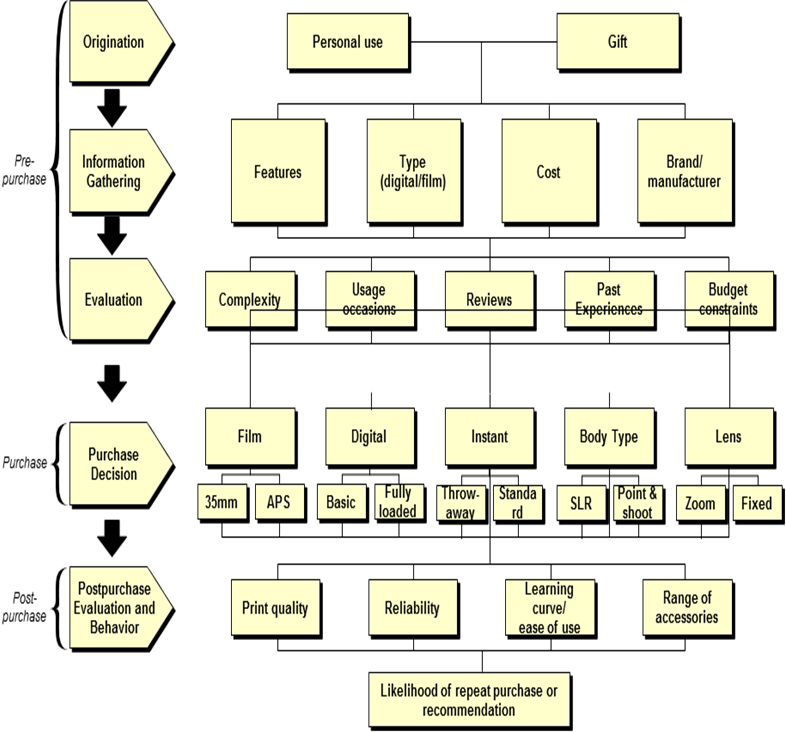 Origination
Personal use
Gift
Pre-
purchase
Information
Gathering
Features
Type
(digital/film)
Cost
Brand/
manufacturer
Evaluation
Complexity
Usage
occasions
Reviews
Past
Experiences
Budget
constraints
Purchase
Purchase
Decision
Film
Digital
Instant
Body Type
Lens
35mm
APS
Basic
Fully
loaded
Throw-
away
Standa
rd
SLR
Point &
shoot
Zoom
Fixed
Post-
purchase
Postpurchase
Evaluation and
Behavior
Print quality
Reliability
Learning
curve/
ease of use
Range of
accessories
Likelihood of repeat purchase or
recommendation